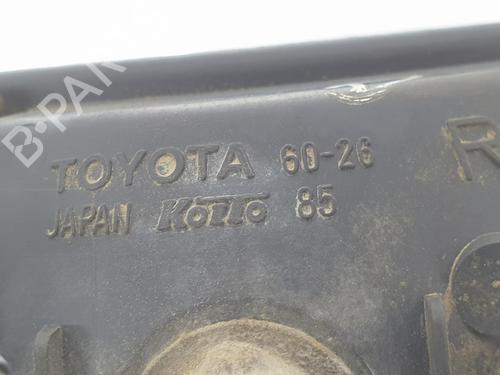 B-PARTS
TOYOTA 60-26
R
JAPAN KOITO 85